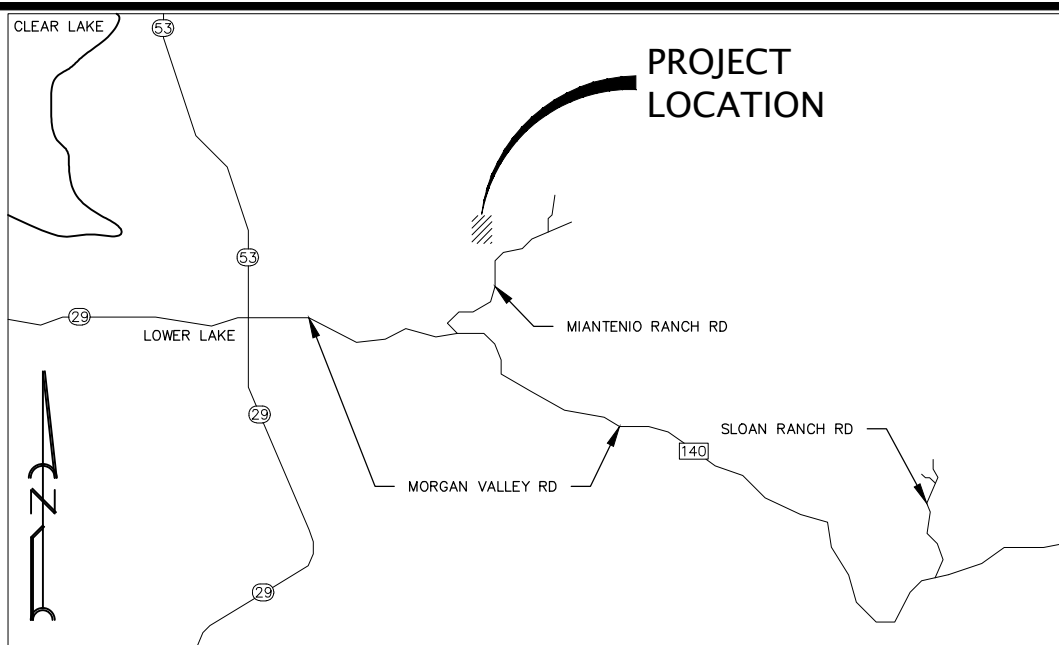 CLEAR LAKE
53
PROJECT
LOCATION
53
29
LOWER LAKE
MIANTENIO RANCH RD
29
SLOAN RANCH RD
140
MORGAN VALLEY RD
N
29